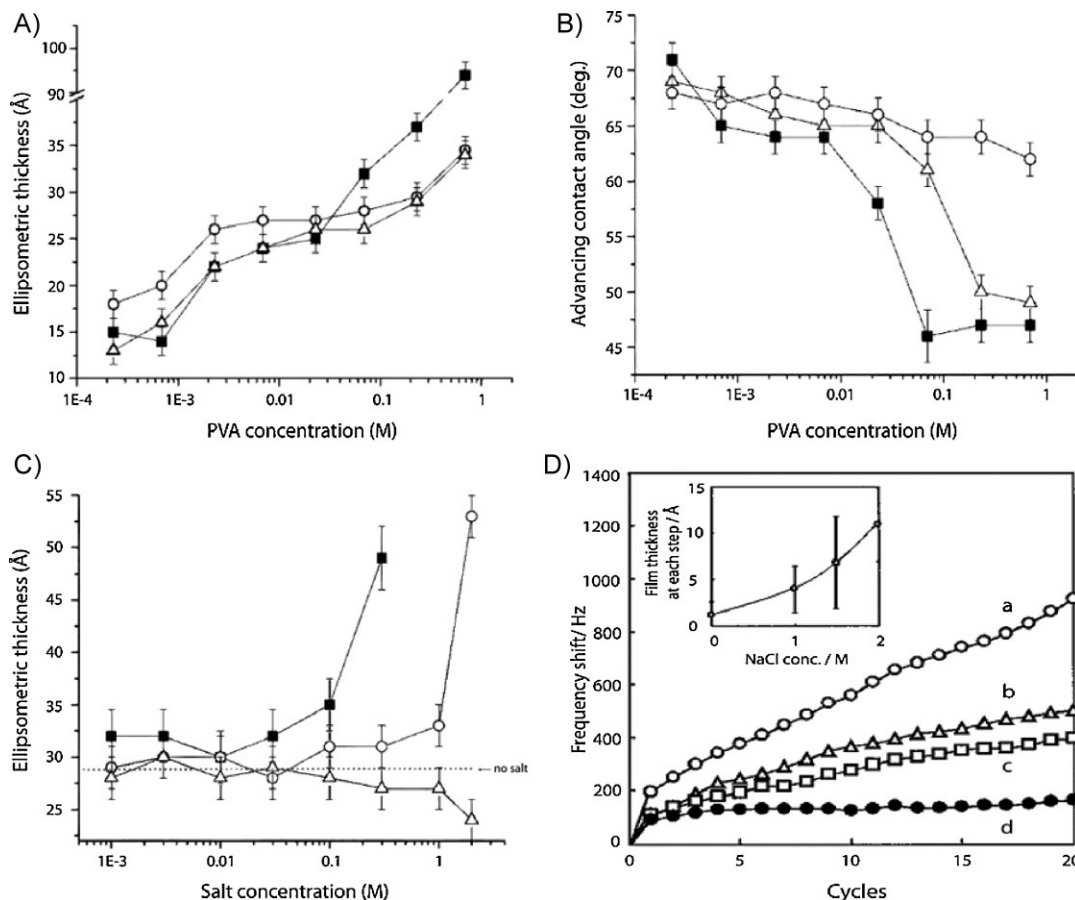 A)
100
90
35
30
25
20
15
10
Ellipsometric thickness (Å)
1E-4
1E-3
0.01
0.1
1
PVA concentration (M)
B)
75
70
65
60
55
50
45
Advancing contact angle (deg.)
1E-4
1E-3
0.01
0.1
1
PVA concentration (M)
C)
55
50
45
40
35
30
25
Ellipsometric thickness (Å)
no salt
1E-3
0.01
0.1
1
Salt concentration (M)
D)
1400
1200
1000
800
600
400
200
0
Frequency shift/ Hz
15
10
5
0
Film thickness
at each step / Å
0
1
2
NaCl conc. / M
a
b
c
d
0
5
10
15
20
Cycles